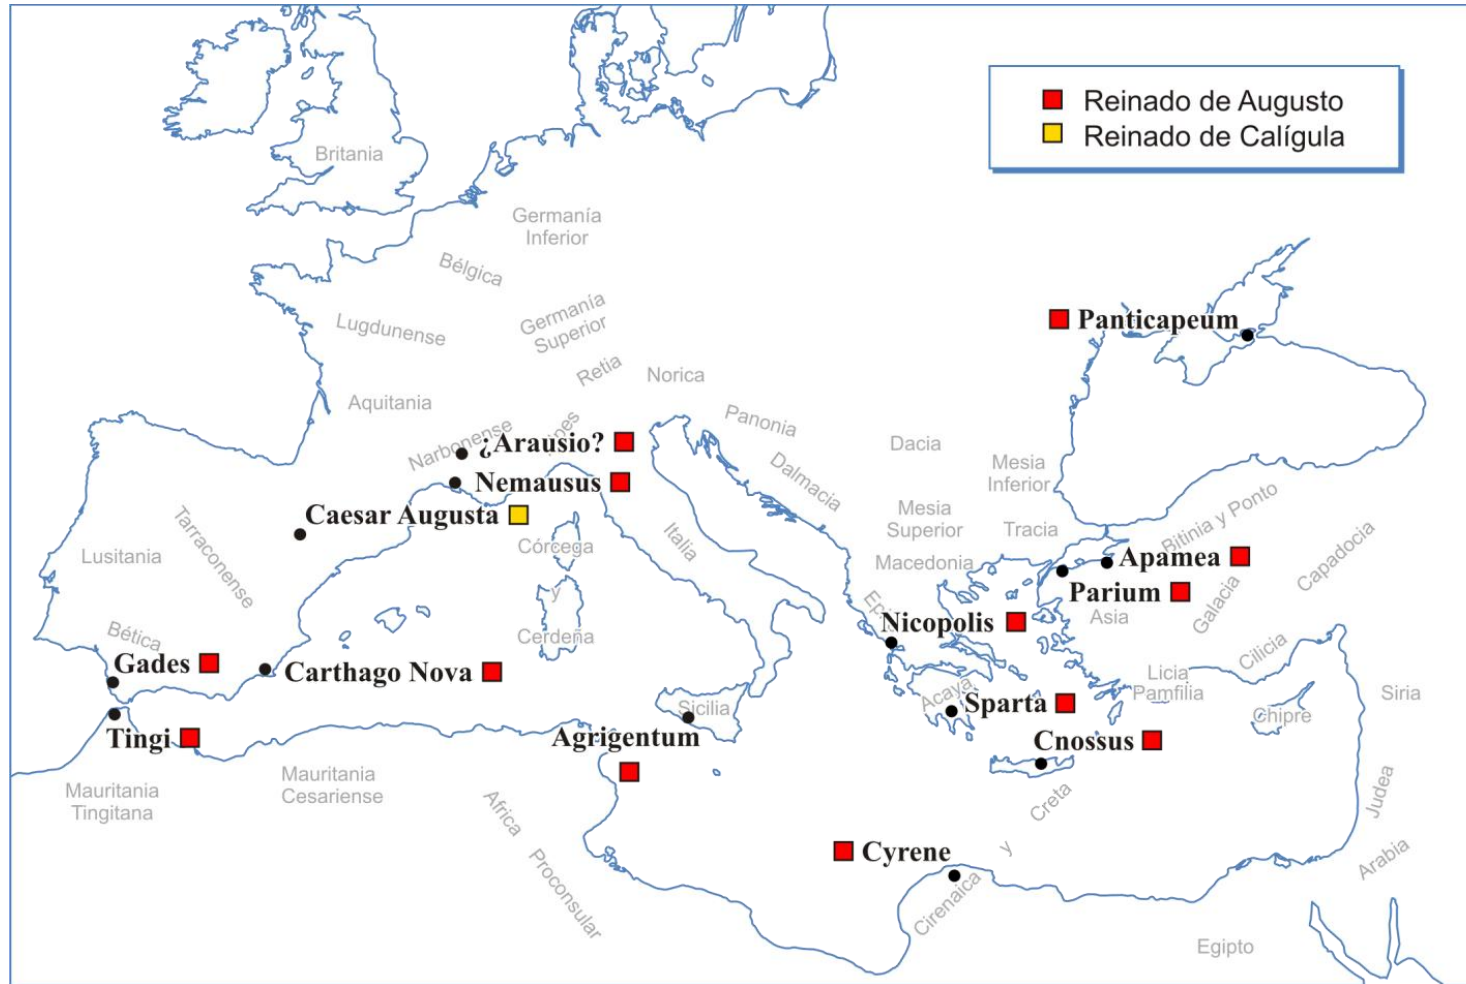 Reinado de Augusto
Reinado de Calígula
Britania
Germanía
Inferior
Bélgica
Germanía
Superior
Lugdunense
Retia
Norica
Panticapeum
Aquitania
Narbonense
Panonia
Dacia
¿Arausio?
Mesia
Inferior
Dalmacia
Nemausus
Caesar Augusta
Mesia
Superior
Tracia
Bitinia y Ponto
Italia
Córcega
y
Cerdeña
Tarraconense
Lusitania
Macedonia
Apamea
Capadocia
Parium
Asia
Galacia
Nicopolis
Bética
Gades
Carthago Nova
Cilicia
Licia
Pamfilia
Siria
Acaya
Sparta
Sicilia
Chipre
Tingi
Agrigentum
Cnossus
Mauritania
Tingitana
Mauritania
Cesariense
Africa
Proconsular
Creta
y
Cirenaica
Judea
Cyrene
Arabia
Egipto